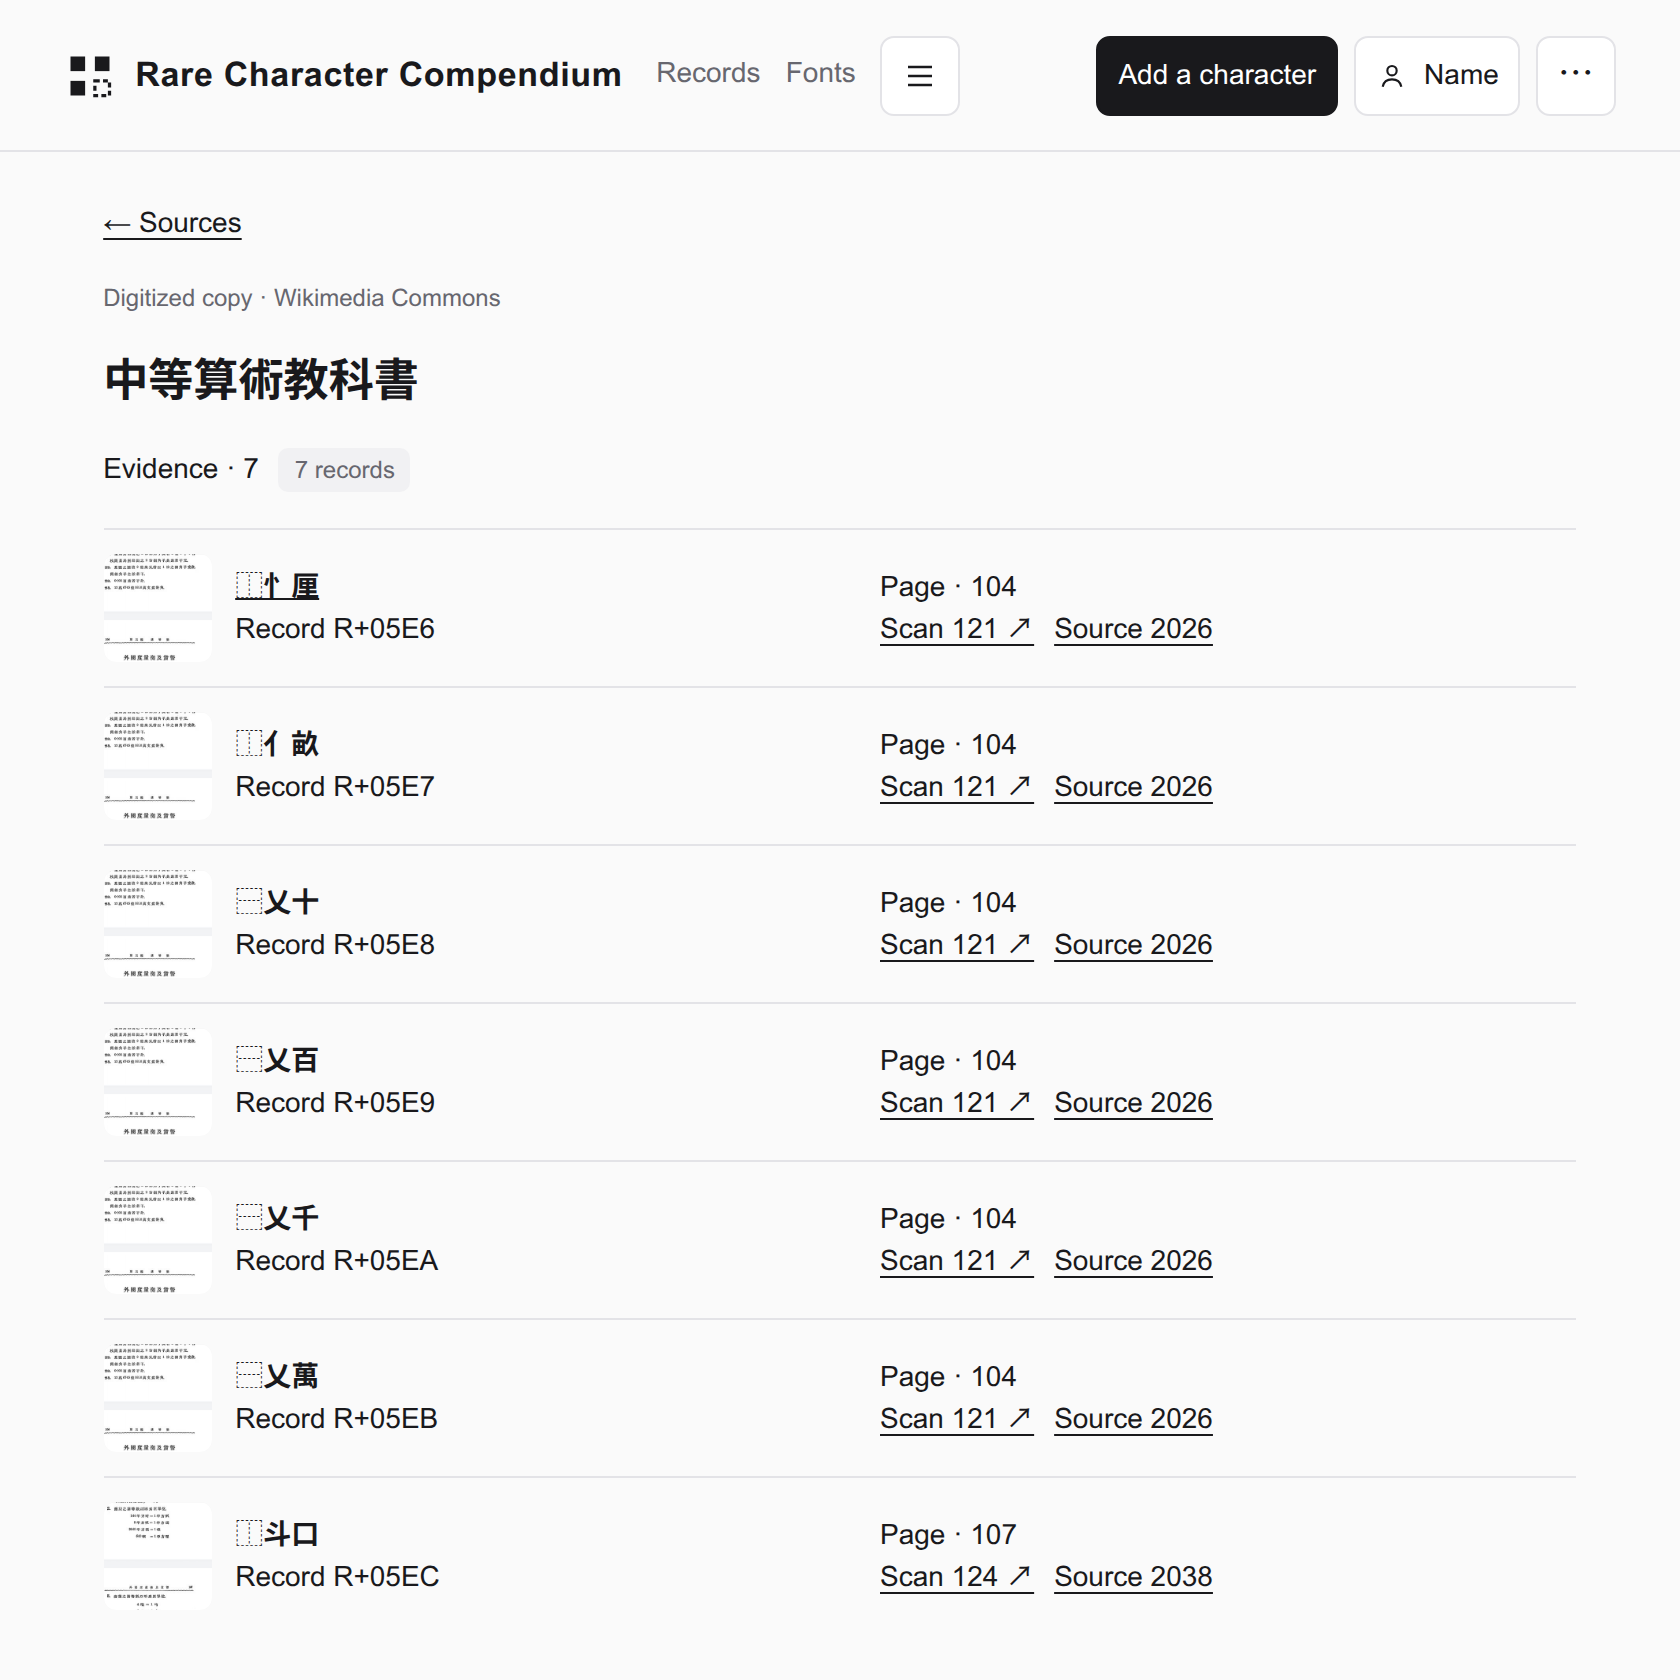 Rare Character Compendium Records Fonts Add a character Name ...
← Sources
Digitized copy · Wikimedia Commons
中等算術教科書
Evidence · 7 7 records
⿰忄厘 Page · 104
Record R+05E6 Scan 121 ↗ Source 2026
⿰亻畝 Page · 104
Record R+05E7 Scan 121 ↗ Source 2026
⿱㐅十 Page · 104
Record R+05E8 Scan 121 ↗ Source 2026
⿱㐅百 Page · 104
Record R+05E9 Scan 121 ↗ Source 2026
⿱㐅千 Page · 104
Record R+05EA Scan 121 ↗ Source 2026
⿱㐅萬 Page · 104
Record R+05EB Scan 121 ↗ Source 2026
⿰斗口 Page · 107
Record R+05EC Scan 124 ↗ Source 2038